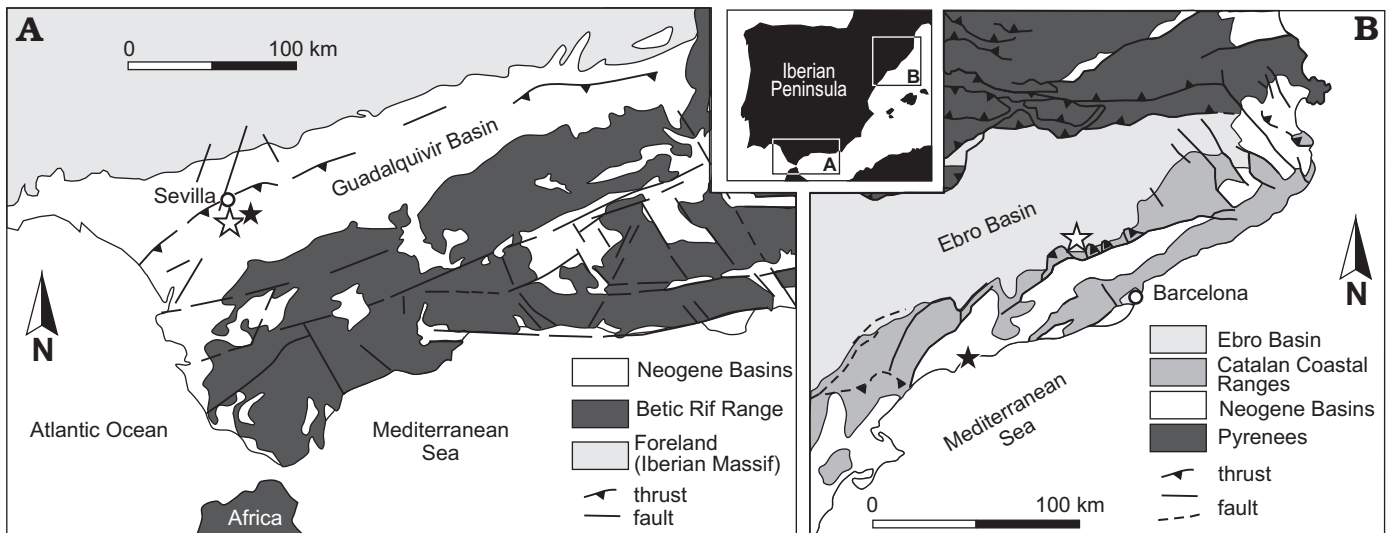 A
0 100 km
Guadalquivir Basin
Sevilla
N
Atlantic Ocean
Mediterranean
Sea
Africa
Neogene Basins
Betic Rif Range
Foreland
(Iberian Massif)
thrust
fault
Iberian
Peninsula
B
A
B
Ebro Basin
N
Barcelona
Mediterranean
Sea
Ebro Basin
Catalan Coastal
Ranges
Neogene Basins
Pyrenees
thrust
fault
0 100 km